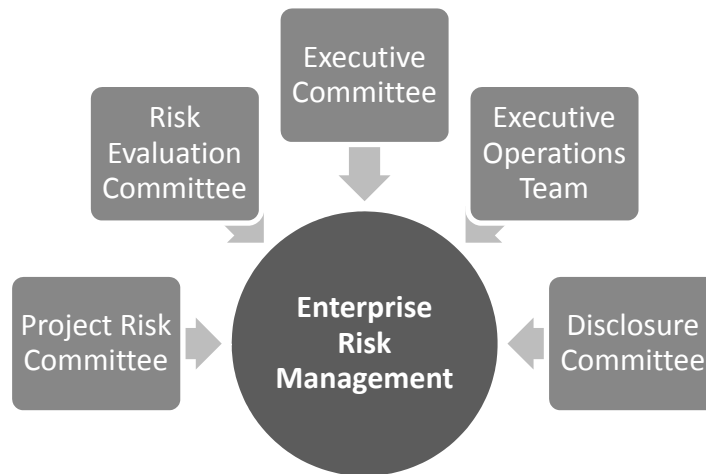 Executive
Committee
Risk
Evaluation
Committee
Executive
Operations
Team
Project Risk
Committee
Enterprise
Risk
Management
Disclosure
Committee